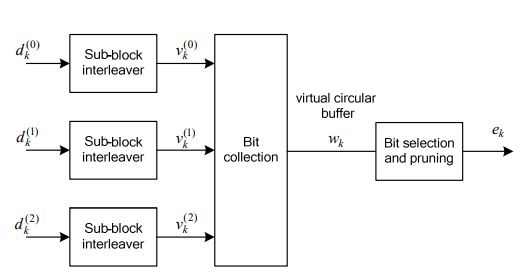 d_k^(0)
Sub-block
interleaver
v_k^(0)
d_k^(1)
Sub-block
interleaver
v_k^(1)
d_k^(2)
Sub-block
interleaver
v_k^(2)
Bit
collection
virtual circular
buffer
w_k
Bit selection
and pruning
e_k